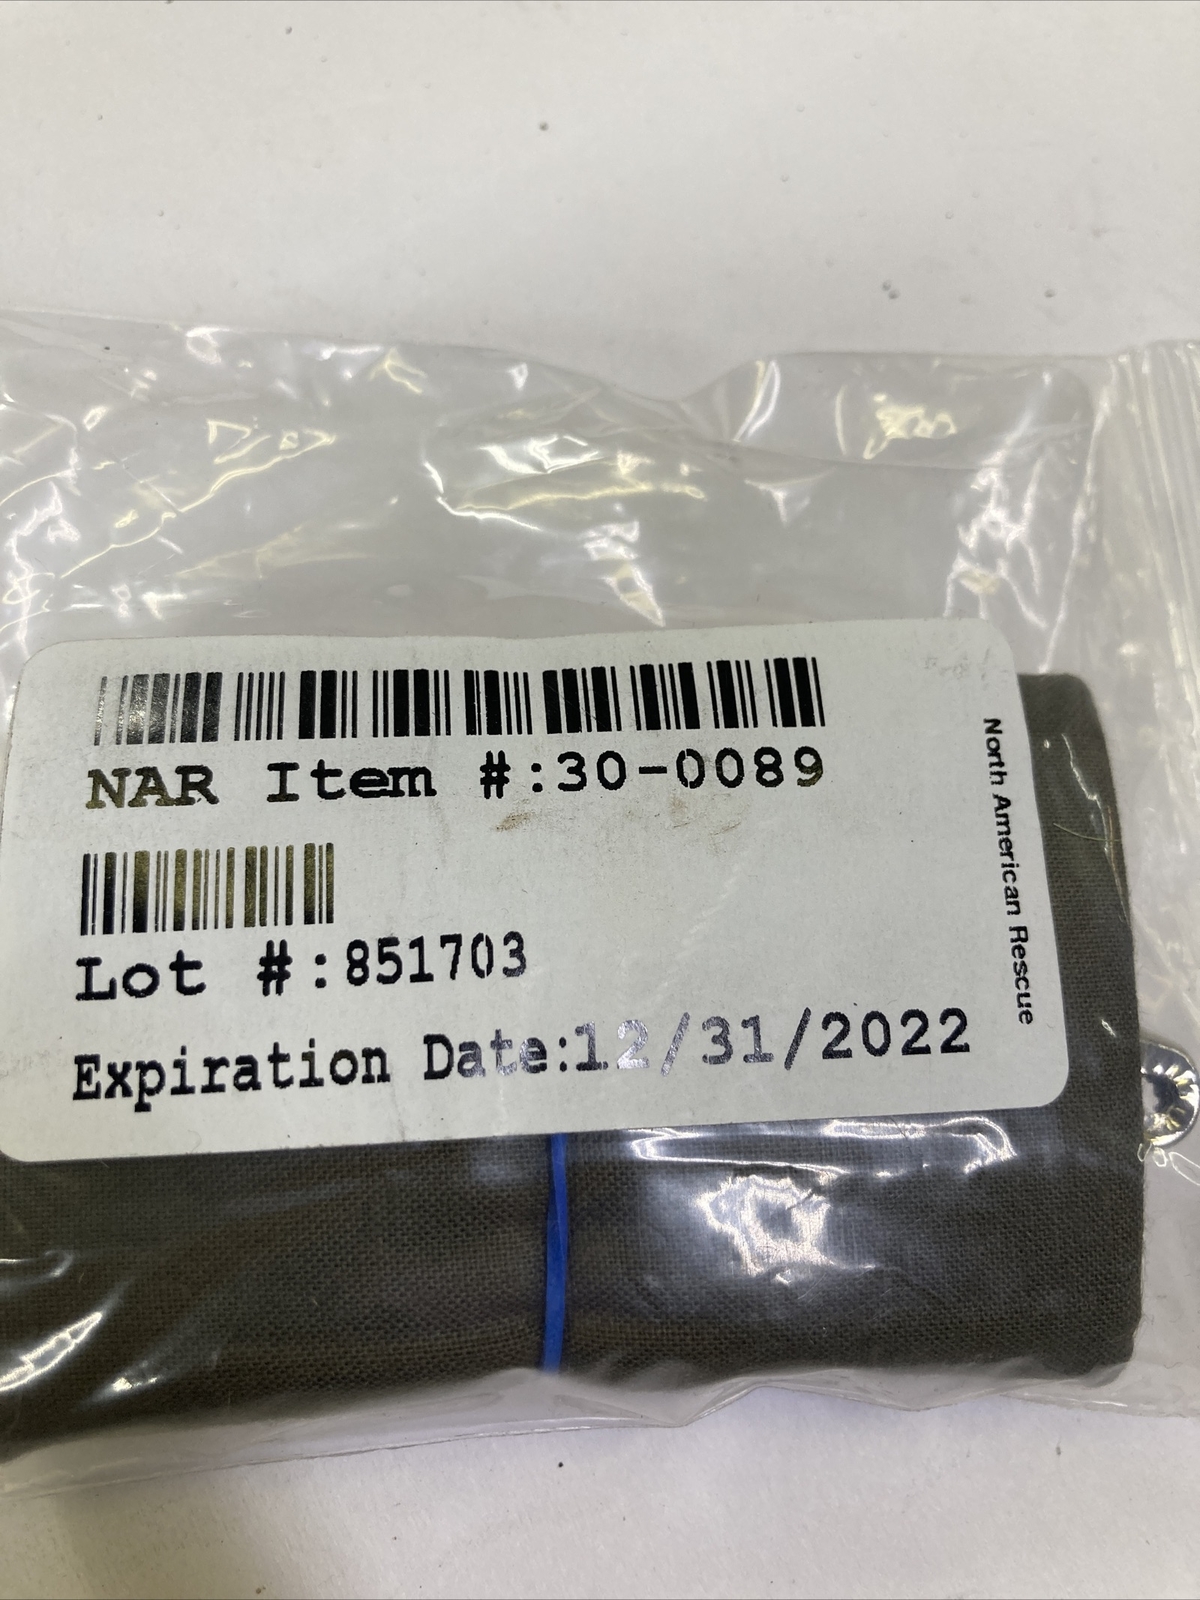 NAR Item #:30-0089
Lot #:851703
Expiration Date:12/31/2022
North American Rescue